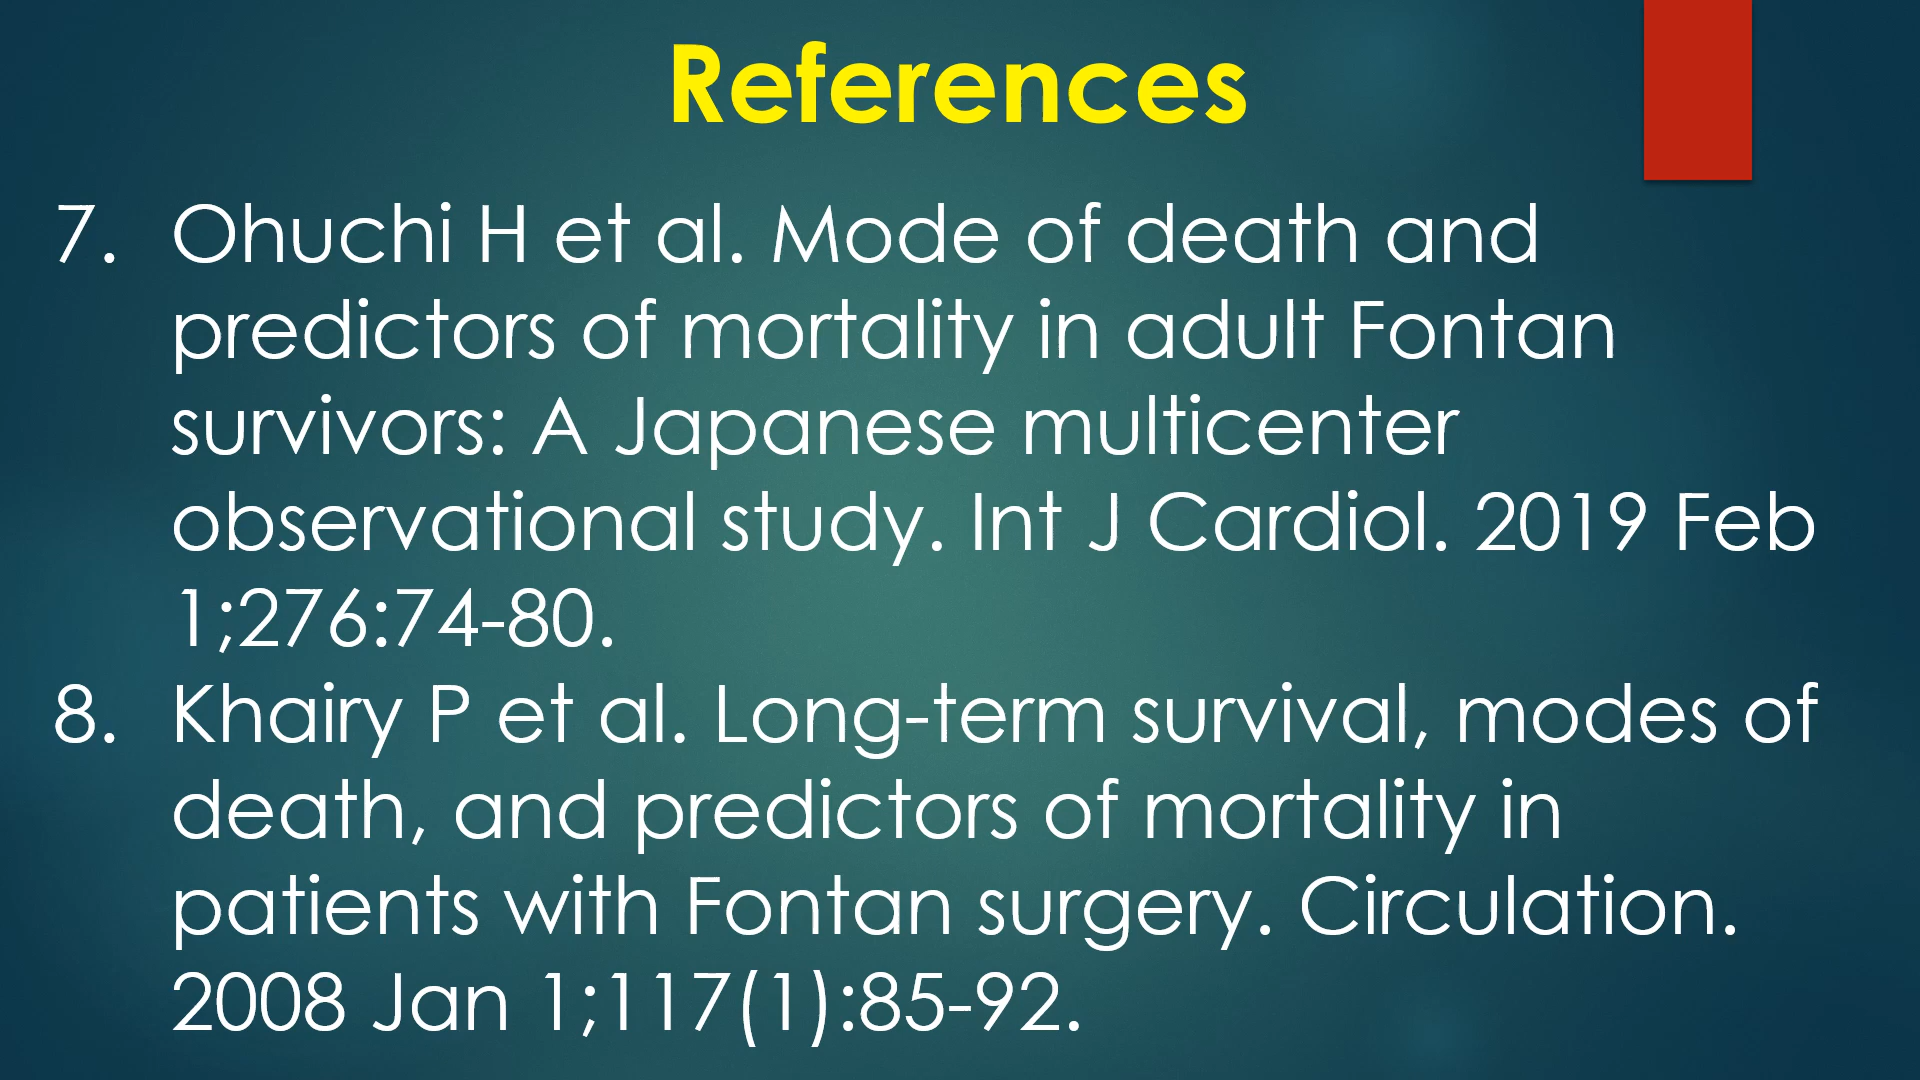 References
7. Ohuchi H et al. Mode of death and
predictors of mortality in adult Fontan
survivors: A Japanese multicenter
observational study. Int J Cardiol. 2019 Feb
1;276:74-80.
8. Khairy P et al. Long-term survival, modes of
death, and predictors of mortality in
patients with Fontan surgery. Circulation.
2008 Jan 1;117(1):85-92.